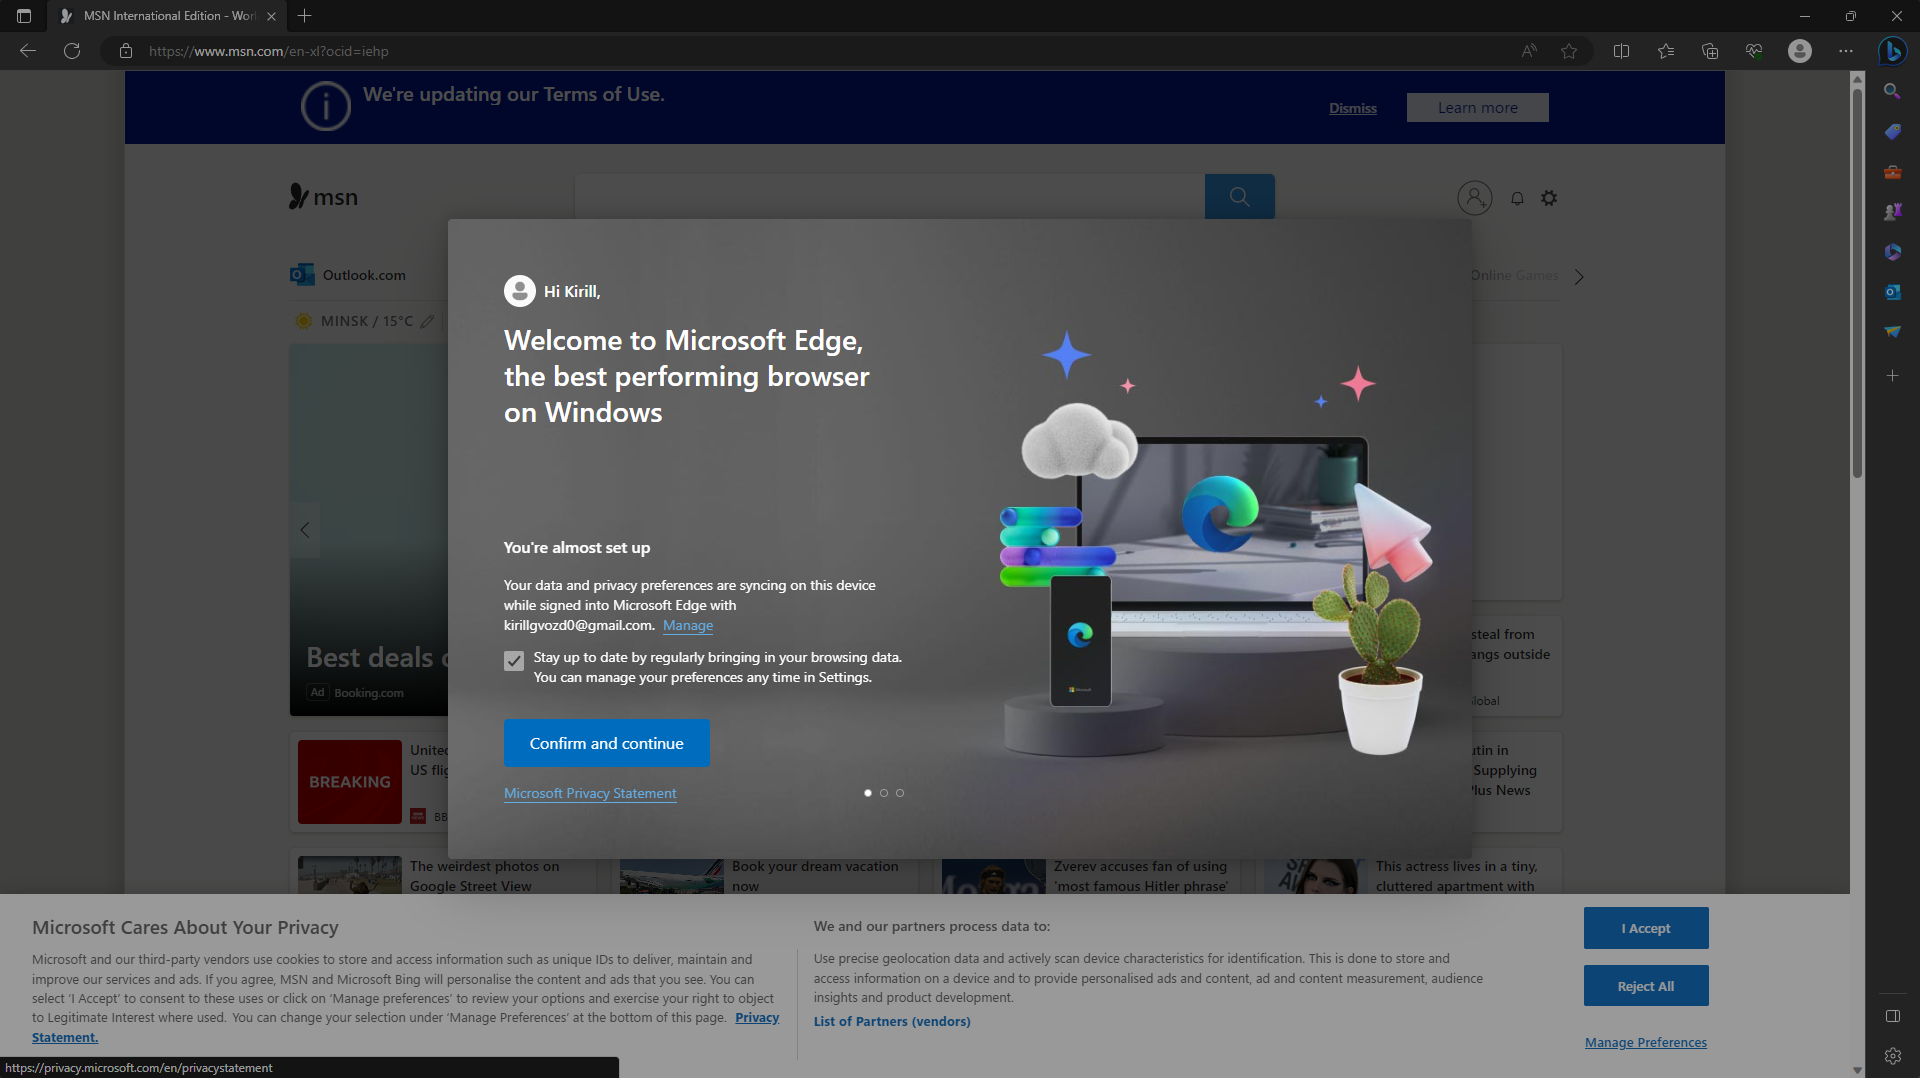 MSN International Edition - Wor
https://www.msn.com/en-xl?ocid=iehp
We're updating our Terms of Use.
Dismiss
Learn more
msn
Outlook.com
Online Games
MINSK / 15°C
Hi Kirill,
Welcome to Microsoft Edge,
the best performing browser
on Windows
You're almost set up
Your data and privacy preferences are syncing on this device
while signed into Microsoft Edge with
kirillgvozd0@gmail.com. Manage
Stay up to date by regularly bringing in your browsing data.
You can manage your preferences any time in Settings.
Confirm and continue
Microsoft Privacy Statement
Microsoft
Best deals
Ad Booking.com
steal from
angs outside
lobal
BREAKING
United
US flig
BB
utin in
Supplying
Plus News
The weirdest photos on
Google Street View
Book your dream vacation
now
Zverev accuses fan of using
'most famous Hitler phrase'
This actress lives in a tiny,
cluttered apartment with
Microsoft Cares About Your Privacy
Microsoft and our third-party vendors use cookies to store and access information such as unique IDs to deliver, maintain and
improve our services and ads. If you agree, MSN and Microsoft Bing will personalise the content and ads that you see. You can
select 'I Accept' to consent to these uses or click on 'Manage preferences' to review your options and exercise your right to object
to Legitimate Interest where used. You can change your selection under 'Manage Preferences' at the bottom of this page. Privacy
Statement.
We and our partners process data to:
Use precise geolocation data and actively scan device characteristics for identification. This is done to store and
access information on a device and to provide personalised ads and content, ad and content measurement, audience
insights and product development.
List of Partners (vendors)
I Accept
Reject All
Manage Preferences
https://privacy.microsoft.com/en/privacystatement